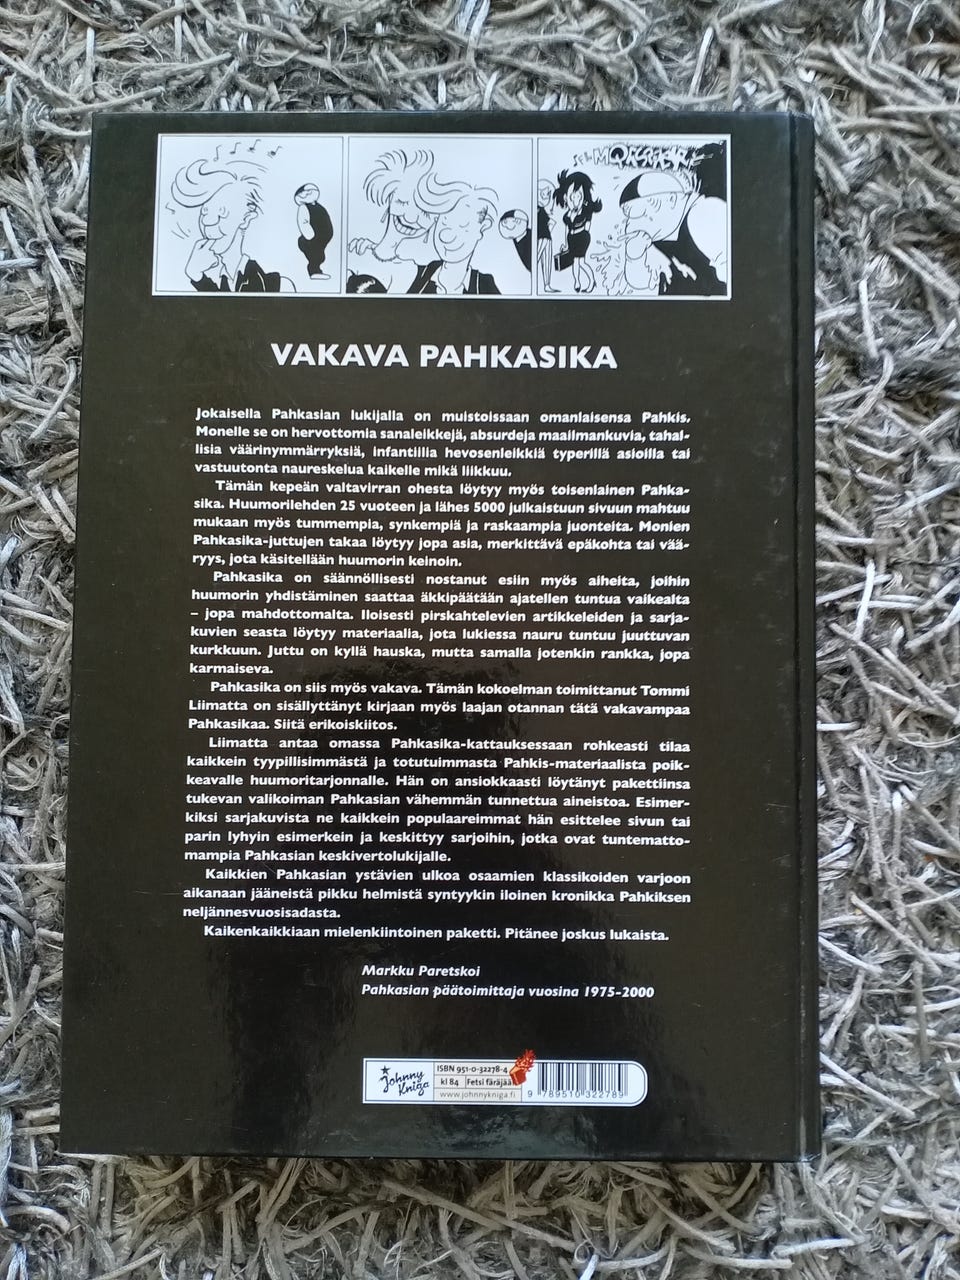 VAKAVA PAHKASIKA
Jokaisella Pahkasian lukijalla on muistoissaan omanlaisensa Pahkis.
Monelle se on hervottomia sanaleikkejä, absurdeja maailmankuvia, tahal-
lisia väärinymmärryksiä, infantiilia hevosenleikkiä typerillä asioilla tai
vastuutonta naureskelua kaikelle mikä liikkuu.
Tämän kepeän valtavirran ohesta löytyy myös toisenlainen Pahka-
sika. Huumorilehden 25 vuoteen ja lähes 5000 julkaistuun sivuun mahtuu
mukaan myös tummempia, synkempiä ja raskaampia juonteita. Monien
Pahkasika-juttujen takaa löytyy jopa asia, merkittävä epäkohta tai vää-
ryys, jota käsitellään huumorin keinoin.
Pahkasika on säännöllisesti nostanut esiin myös aiheita, joihin
huumorin yhdistäminen saattaa äkkipäätään ajatellen tuntua vaikealta
– jopa mahdottomalta. Iloisesti pirskahtelevien artikkeleiden ja sarja-
kuvien seasta löytyy materiaalia, jota lukiessa nauru tuntuu juuttuvan
kurkkuun. Juttu on kyllä hauska, mutta samalla jotenkin rankka, jopa
karmaiseva.
Pahkasika on siis myös vakava. Tämän kokoelman toimittanut Tommi
Liimatta on sisällyttänyt kirjaan myös laajan otannan tätä vakavampaa
Pahkasikaa. Siitä erikoiskiitos.
Liimatta antaa omassa Pahkasika-kattauksessaan rohkeasti tilaa
kaikkein tyypillisimmästä ja totutuimmasta Pahkis-materiaalista poik-
keavalle huumoritarjonnalle. Hän on ansiokkaasti löytänyt pakettiinsa
tukevan valikoiman Pahkasian vähemmän tunnettua aineistoa. Esimer-
kiksi sarjakuvista ne kaikkein populaareimmat hän esittelee sivun tai
parin lyhyin esimerkein ja keskittyy sarjoihin, jotka ovat tuntematto-
mampia Pahkasian keskivertolukijalle.
Kaikkien Pahkasian ystävien ulkoa osaamien klassikoiden varjoon
aikanaan jääneistä pikku helmistä syntyykin iloinen kronikka Pahkiksen
neljännesvuosisadasta.
Kaikenkaikkiaan mielenkiintoinen paketti. Pitänee joskus lukaista.
Markku Paretskoi
Pahkasian päätoimittaja vuosina 1975–2000
Johnny
Kniga
ISBN 951-0-32278-4
kl 84 Fetsi färäjää
www.johnnykniga.fi
9 789510 322789